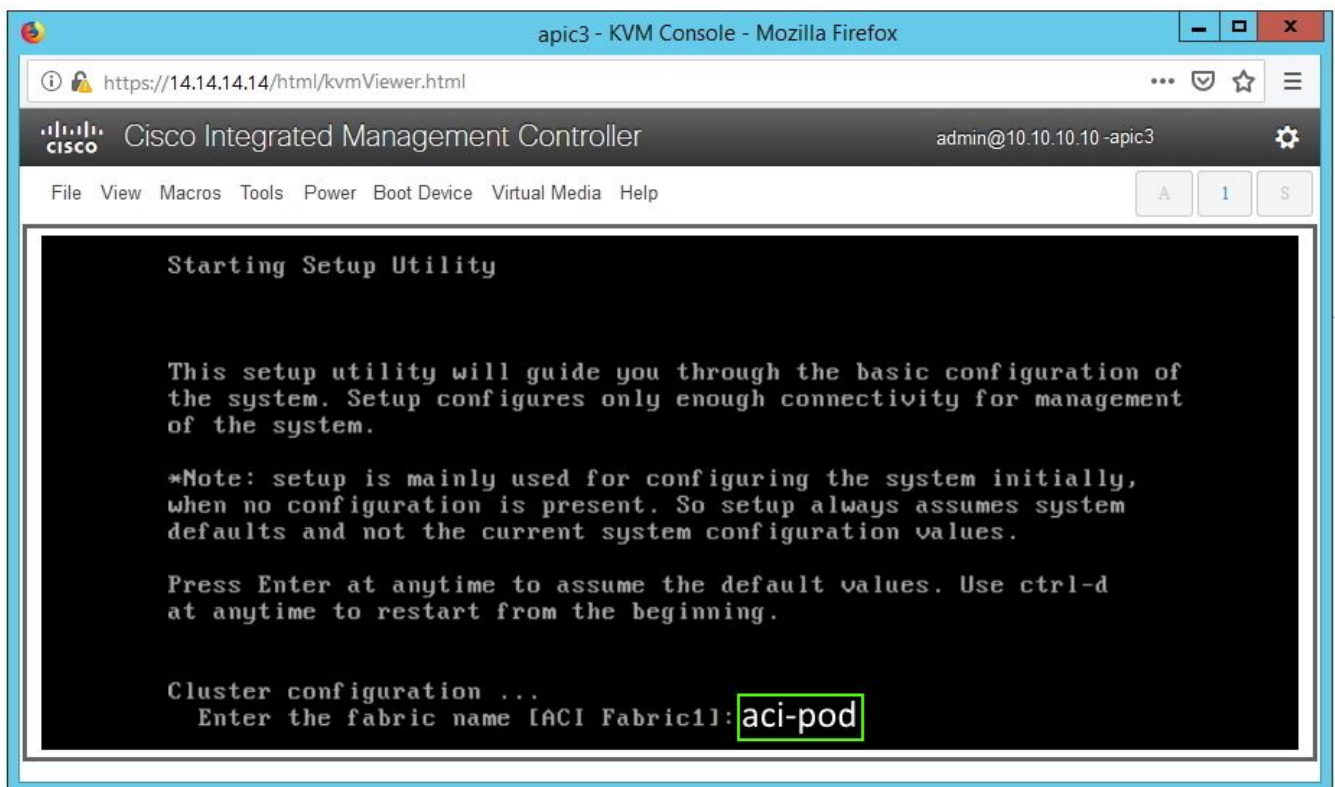 apic3 - KVM Console - Mozilla Firefox
https://14.14.14.14/html/kvmViewer.html
CISCO Cisco Integrated Management Controller admin@10.10.10.10 -apic3
File View Macros Tools Power Boot Device Virtual Media Help A 1 S
Starting Setup Utility
This setup utility will guide you through the basic configuration of
the system. Setup configures only enough connectivity for management
of the system.
*Note: setup is mainly used for configuring the system initially,
when no configuration is present. So setup always assumes system
defaults and not the current system configuration values.
Press Enter at anytime to assume the default values. Use ctrl-d
at anytime to restart from the beginning.
Cluster configuration ...
Enter the fabric name [ACI Fabric1]: aci-pod